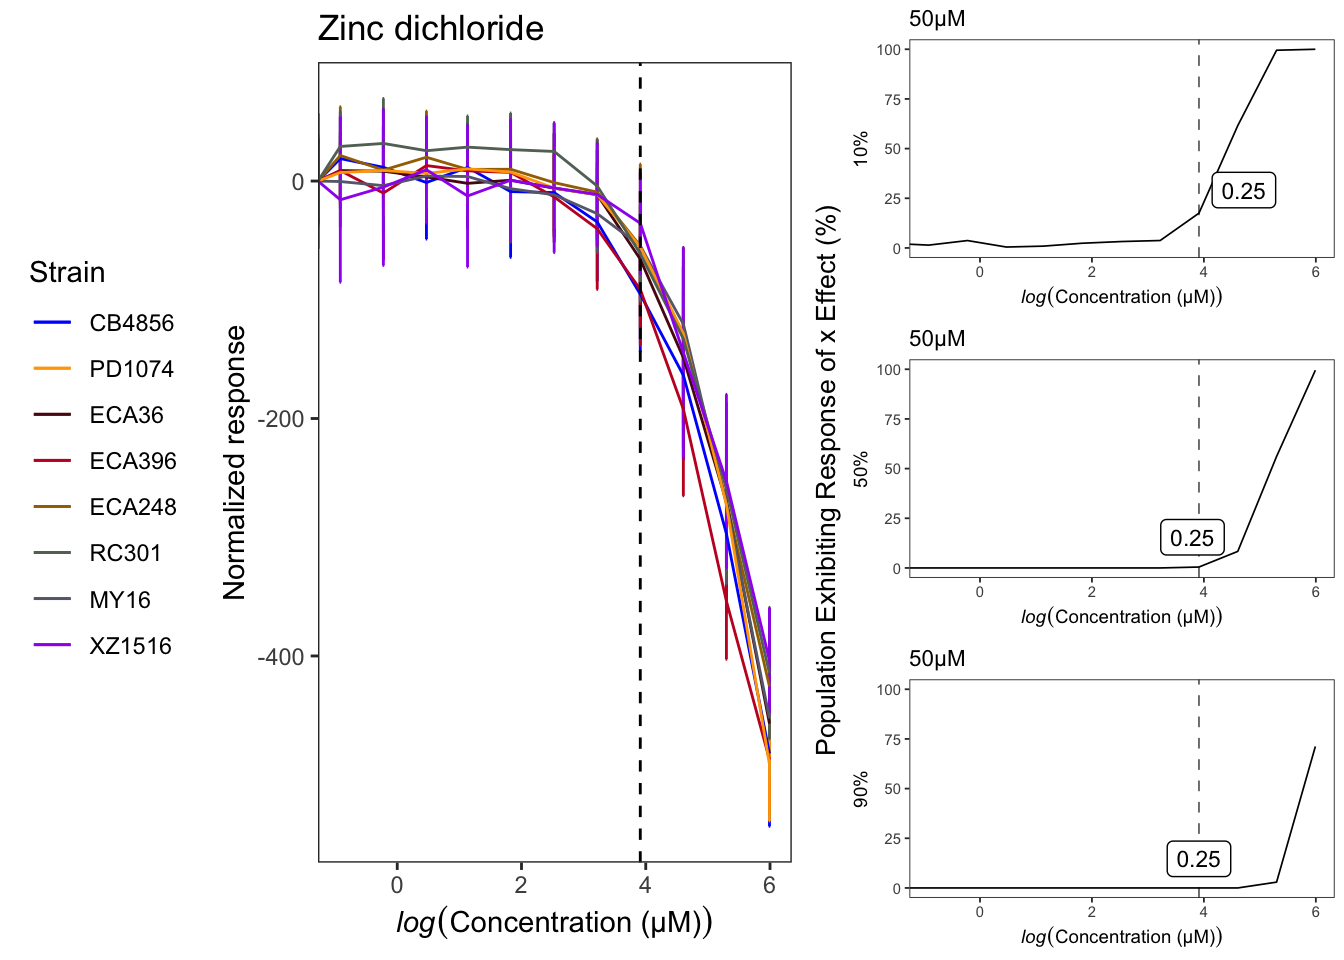 Zinc dichloride
Strain
CB4856
PD1074
ECA36
ECA396
ECA248
RC301
MY16
XZ1516
Normalized response
0
-200
-400
0 2 4 6
log(Concentration (µM))
Population Exhibiting Response of x Effect (%)
50µM
10%
100
75
50
25
0
0.25
0 2 4 6
log(Concentration (µM))
50µM
50%
100
75
50
25
0
0.25
0 2 4 6
log(Concentration (µM))
50µM
90%
100
75
50
25
0
0.25
0 2 4 6
log(Concentration (µM))